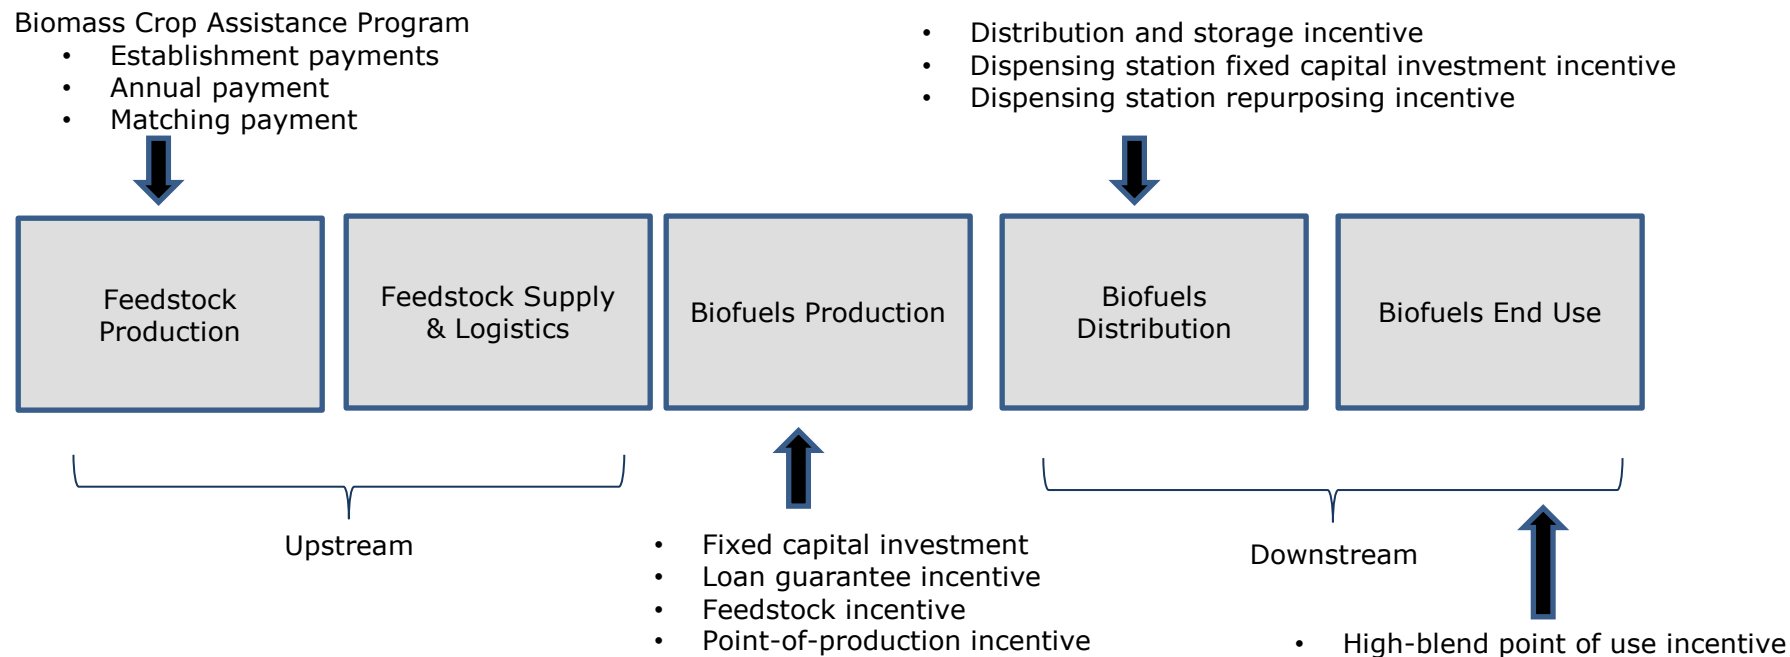 Biomass Crop Assistance Program
• Establishment payments
• Annual payment
• Matching payment
• Distribution and storage incentive
• Dispensing station fixed capital investment incentive
• Dispensing station repurposing incentive
Feedstock
Production
Feedstock Supply
& Logistics
Biofuels Production
Biofuels
Distribution
Biofuels End Use
Upstream
• Fixed capital investment
• Loan guarantee incentive
• Feedstock incentive
• Point-of-production incentive
Downstream
• High-blend point of use incentive